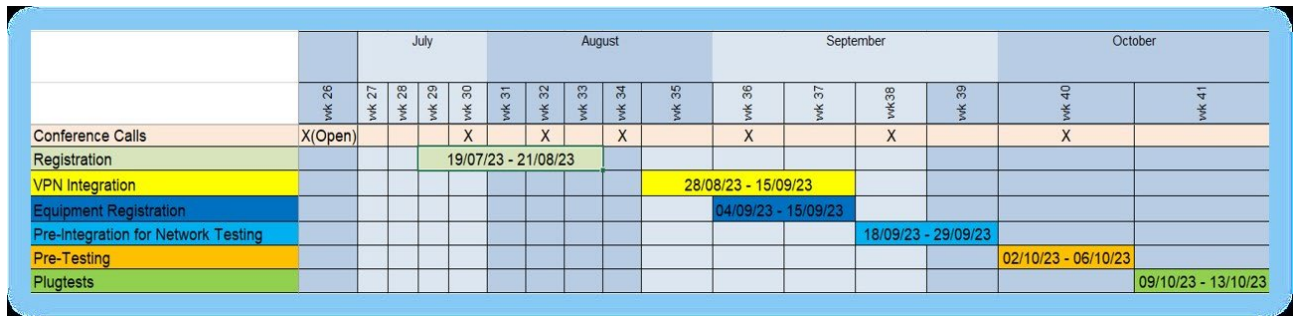 July August September October
wk 26 wk 27 wk 28 wk 29 wk 30 wk 31 wk 32 wk 33 wk 34 wk 35 wk 36 wk 37 wk38 wk 39 wk 40 wk 41
Conference Calls X(Open) X X X X X X
Registration 19/07/23 - 21/08/23
VPN Integration 28/08/23 - 15/09/23
Equipment Registration 04/09/23 - 15/09/23
Pre-Integration for Network Testing 18/09/23 - 29/09/23
Pre-Testing 02/10/23 - 06/10/23
Plugtests 09/10/23 - 13/10/23